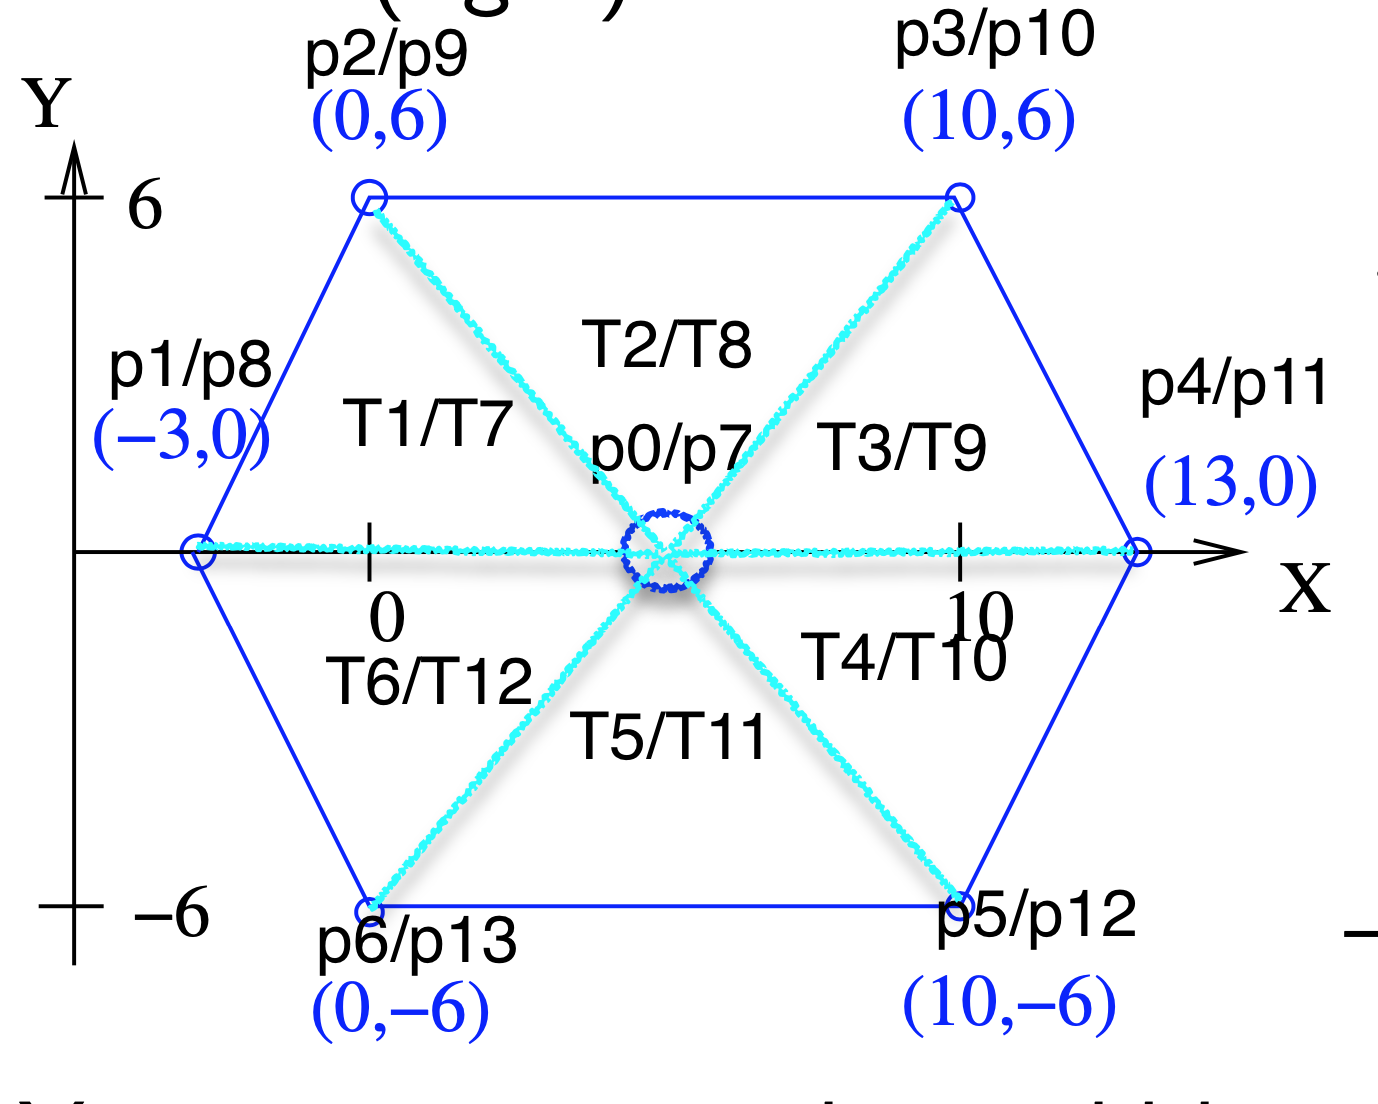 p2/p9
p3/p10
Y
(0,6)
(10,6)
6
p1/p8
T2/T8
p4/p11
(−3,0)
T1/T7
p0/p7
T3/T9
(13,0)
0
10
X
T6/T12
T4/T10
T5/T11
−6
p6/p13
p5/p12
(0,−6)
(10,−6)